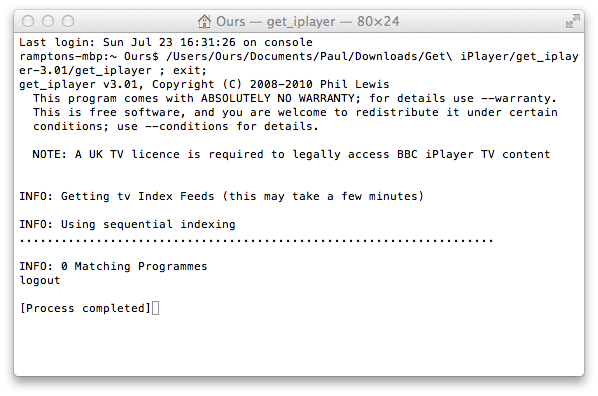 Ours — get_iplayer — 80×24
Last login: Sun Jul 23 16:31:26 on console
ramptons-mbp:~ Ours$ /Users/Ours/Documents/Paul/Downloads/Get\ iPlayer/get_iplay
er-3.01/get_iplayer ; exit;
get_iplayer v3.01, Copyright (C) 2008-2010 Phil Lewis
  This program comes with ABSOLUTELY NO WARRANTY; for details use --warranty.
  This is free software, and you are welcome to redistribute it under certain
  conditions; use --conditions for details.

  NOTE: A UK TV licence is required to legally access BBC iPlayer TV content


INFO: Getting tv Index Feeds (this may take a few minutes)

INFO: Using sequential indexing
....................................................................

INFO: 0 Matching Programmes
logout

[Process completed]